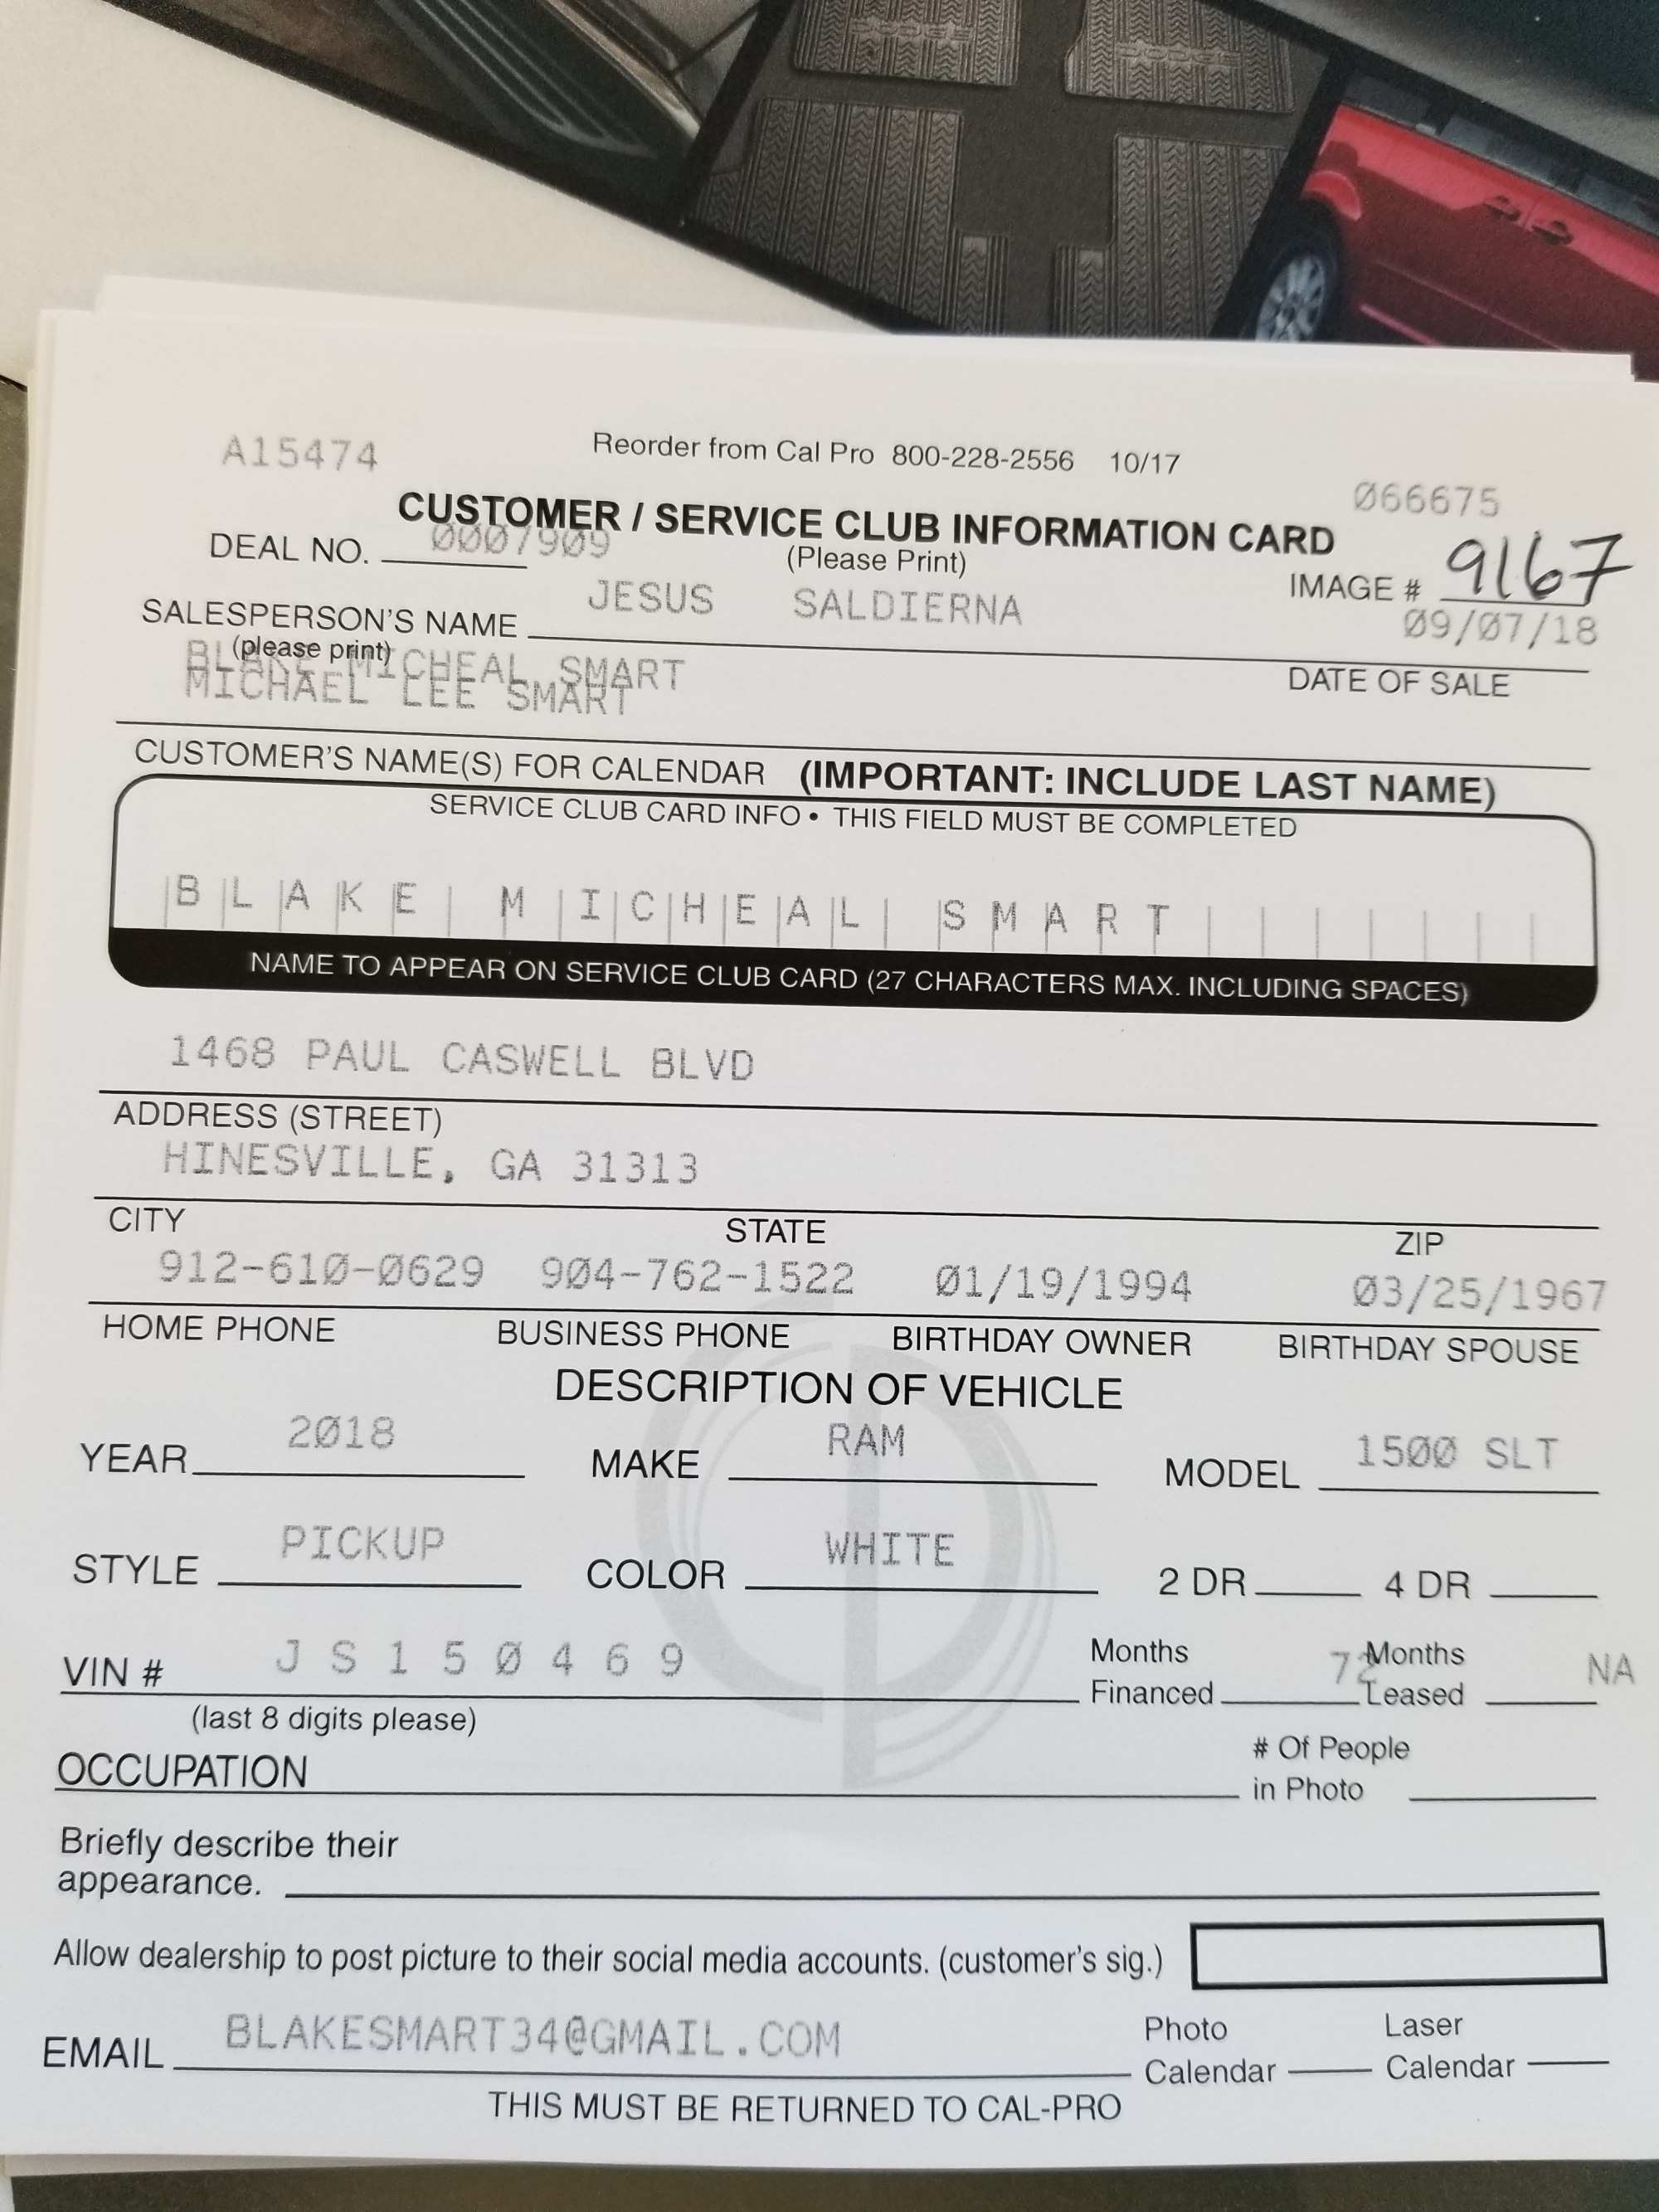 DODGE DODGE
A15474 Reorder from Cal Pro 800-228-2556 10/17
066675
CUSTOMER / SERVICE CLUB INFORMATION CARD
DEAL NO. 0007909 (Please Print) IMAGE # 9167
SALESPERSON'S NAME JESUS SALDIERNA 09/07/18
(please print) DATE OF SALE
BLAKE MICHEAL SMART
MICHAEL LEE SMART
CUSTOMER'S NAME(S) FOR CALENDAR (IMPORTANT: INCLUDE LAST NAME)
SERVICE CLUB CARD INFO • THIS FIELD MUST BE COMPLETED
BLAKE MICHEAL SMART
NAME TO APPEAR ON SERVICE CLUB CARD (27 CHARACTERS MAX. INCLUDING SPACES)
1468 PAUL CASWELL BLVD
ADDRESS (STREET)
HINESVILLE, GA 31313
CITY STATE ZIP
912-610-0629 904-762-1522 01/19/1994 03/25/1967
HOME PHONE BUSINESS PHONE BIRTHDAY OWNER BIRTHDAY SPOUSE
DESCRIPTION OF VEHICLE
YEAR 2018 MAKE RAM MODEL 1500 SLT
STYLE PICKUP COLOR WHITE 2 DR 4 DR
VIN # JS150469 Months Financed 72 Months Leased NA
(last 8 digits please)
OCCUPATION # Of People in Photo
Briefly describe their
appearance.
Allow dealership to post picture to their social media accounts. (customer's sig.)
EMAIL BLAKESMART34@GMAIL.COM Photo Calendar Laser Calendar
THIS MUST BE RETURNED TO CAL-PRO